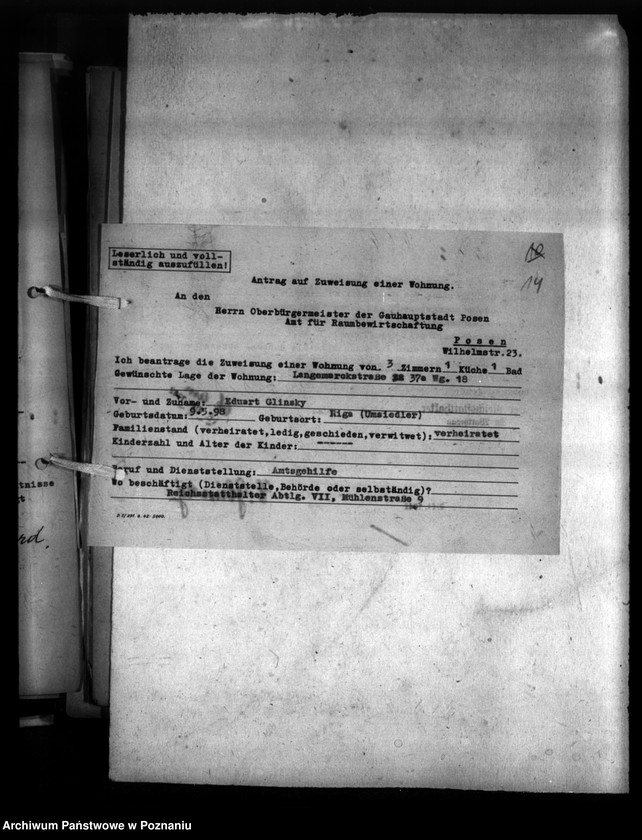 Leserlich und voll-
ständig auszufüllen!
14
Antrag auf Zuweisung einer Wohnung.
An den
Herrn Oberbürgermeister der Gauhauptstadt Posen
Amt für Raumbewirtschaftung
Posen
Wilhelmstr.23.
Ich beantrage die Zuweisung einer Wohnung von 3 Zimmern 1 Küche 1 Bad
Gewünschte Lage der Wohnung: Langemarckstrasse 37a Wg. 18
Vor- und Zuname: Eduart Glinsky
Geburtsdatum: 9.5.98 Geburtsort: Riga (Umsiedler)
Familienstand (verheiratet,ledig,geschieden,verwitwet): verheiratet
Kinderzahl und Alter der Kinder: -------
Beruf und Dienststellung: Amtsgehilfe
Wo beschäftigt (Dienststelle,Behörde oder selbständig)?
Reichsstatthalter Abtlg. VII, Mühlenstraße 9
tnisse
Archiwum Państwowe w Poznaniu